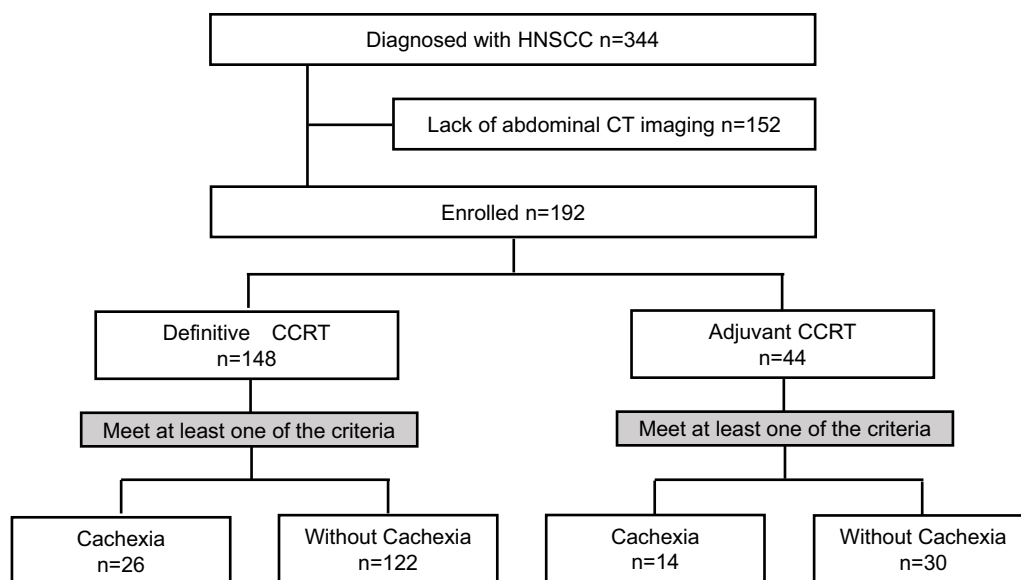 Diagnosed with HNSCC n=344
Lack of abdominal CT imaging n=152
Enrolled n=192
Definitive CCRT
n=148
Adjuvant CCRT
n=44
Meet at least one of the criteria
Meet at least one of the criteria
Cachexia
n=26
Without Cachexia
n=122
Cachexia
n=14
Without Cachexia
n=30